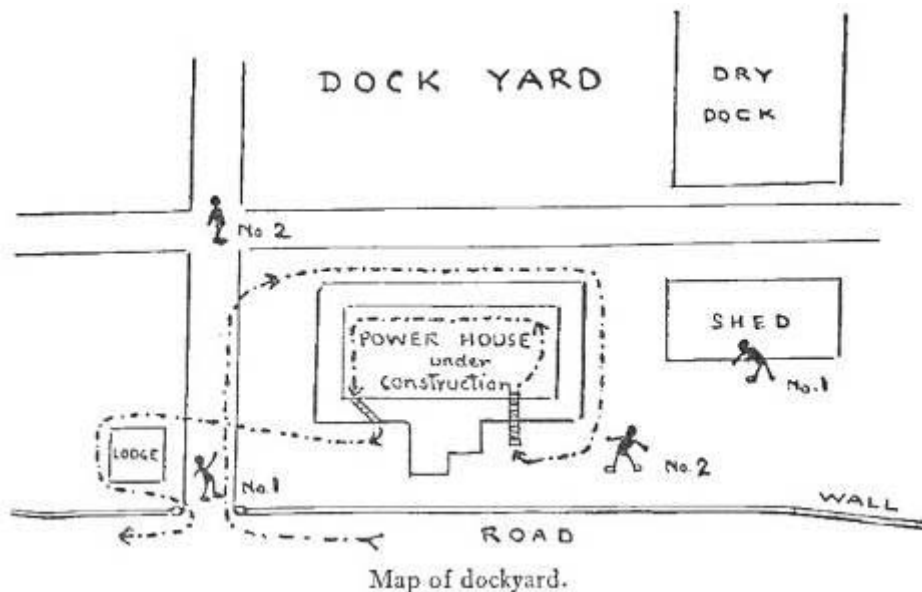 DOCK YARD
DRY
DOCK
No. 2
SHED
No. 1
POWER HOUSE
under
construction
LODGE
No. 1
No. 2
WALL
ROAD
Map of dockyard.